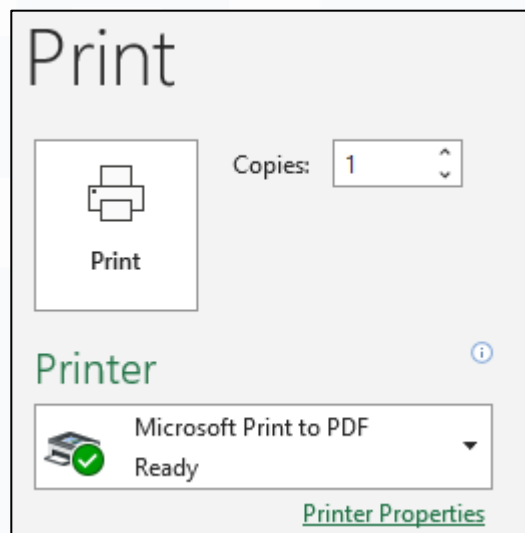 Print
Copies: 1
Print
Printer
Microsoft Print to PDF
Ready
Printer Properties